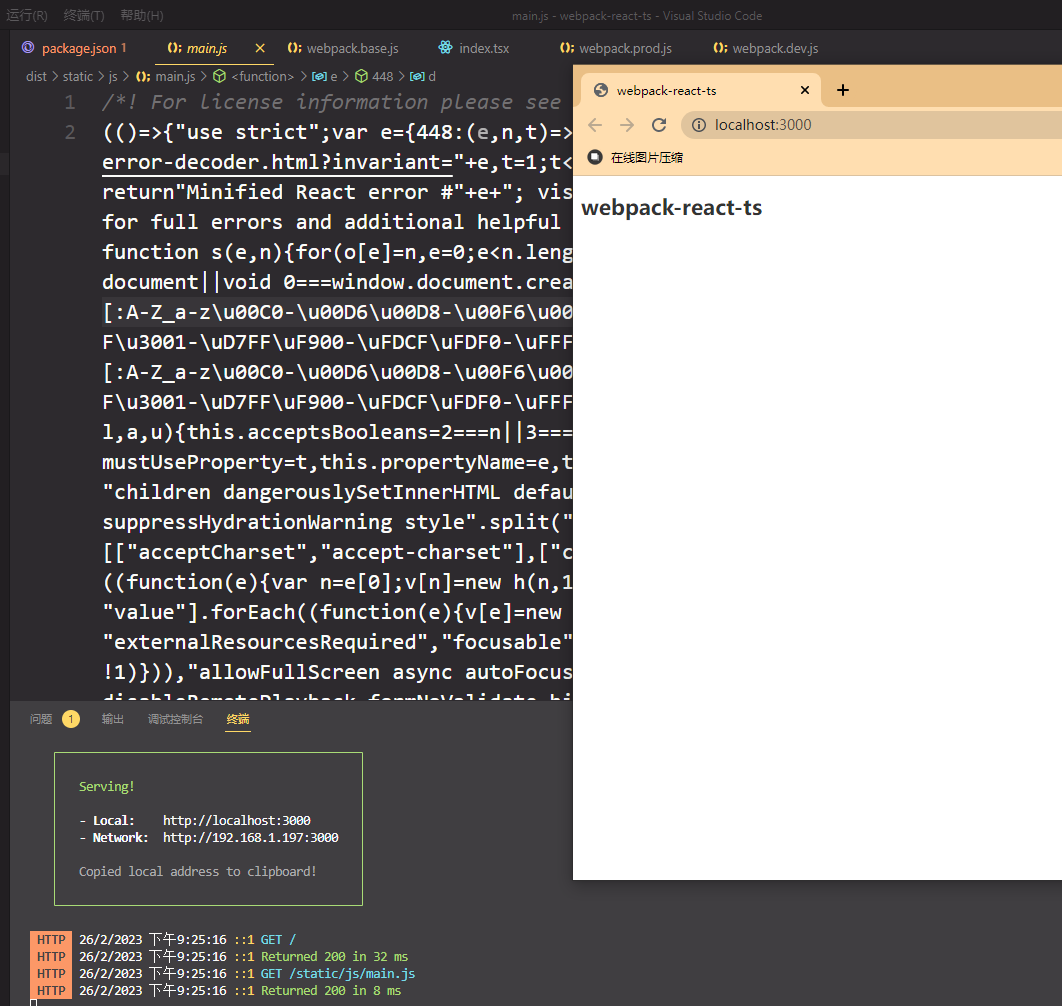 运行(R) 终端(T) 帮助(H) main.js - webpack-react-ts - Visual Studio Code
package.json 1 main.js webpack.base.js index.tsx webpack.prod.js webpack.dev.js
dist > static > js > main.js > <function> > e > 448 > d
1 /*! For license information please see
2 (()=>{"use strict";var e={448:(e,n,t)=>
error-decoder.html?invariant="+e,t=1;t<
return"Minified React error #"+e+"; vis
for full errors and additional helpful
function s(e,n){for(o[e]=n,e=0;e<n.leng
document||void 0===window.document.crea
[:A-Z_a-z\u00C0-\u00D6\u00D8-\u00F6\u00
F\u3001-\uD7FF\uF900-\uFDCF\uFDF0-\uFFF
[:A-Z_a-z\u00C0-\u00D6\u00D8-\u00F6\u00
F\u3001-\uD7FF\uF900-\uFDCF\uFDF0-\uFFF
l,a,u){this.acceptsBooleans=2===n||3===
mustUseProperty=t,this.propertyName=e,t
"children dangerouslySetInnerHTML defau
suppressHydrationWarning style".split("
[["acceptCharset","accept-charset"],["c
((function(e){var n=e[0];v[n]=new h(n,1
"value"].forEach((function(e){v[e]=new
"externalResourcesRequired","focusable"
!1)})),"allowFullScreen async autoFocus
disableRemotePlayback formNoValidate hi
webpack-react-ts
localhost:3000
在线图片压缩
webpack-react-ts
问题 1 输出 调试控制台 终端
Serving!
- Local: http://localhost:3000
- Network: http://192.168.1.197:3000
Copied local address to clipboard!
HTTP 26/2/2023 下午9:25:16 ::1 GET /
HTTP 26/2/2023 下午9:25:16 ::1 Returned 200 in 32 ms
HTTP 26/2/2023 下午9:25:16 ::1 GET /static/js/main.js
HTTP 26/2/2023 下午9:25:16 ::1 Returned 200 in 8 ms